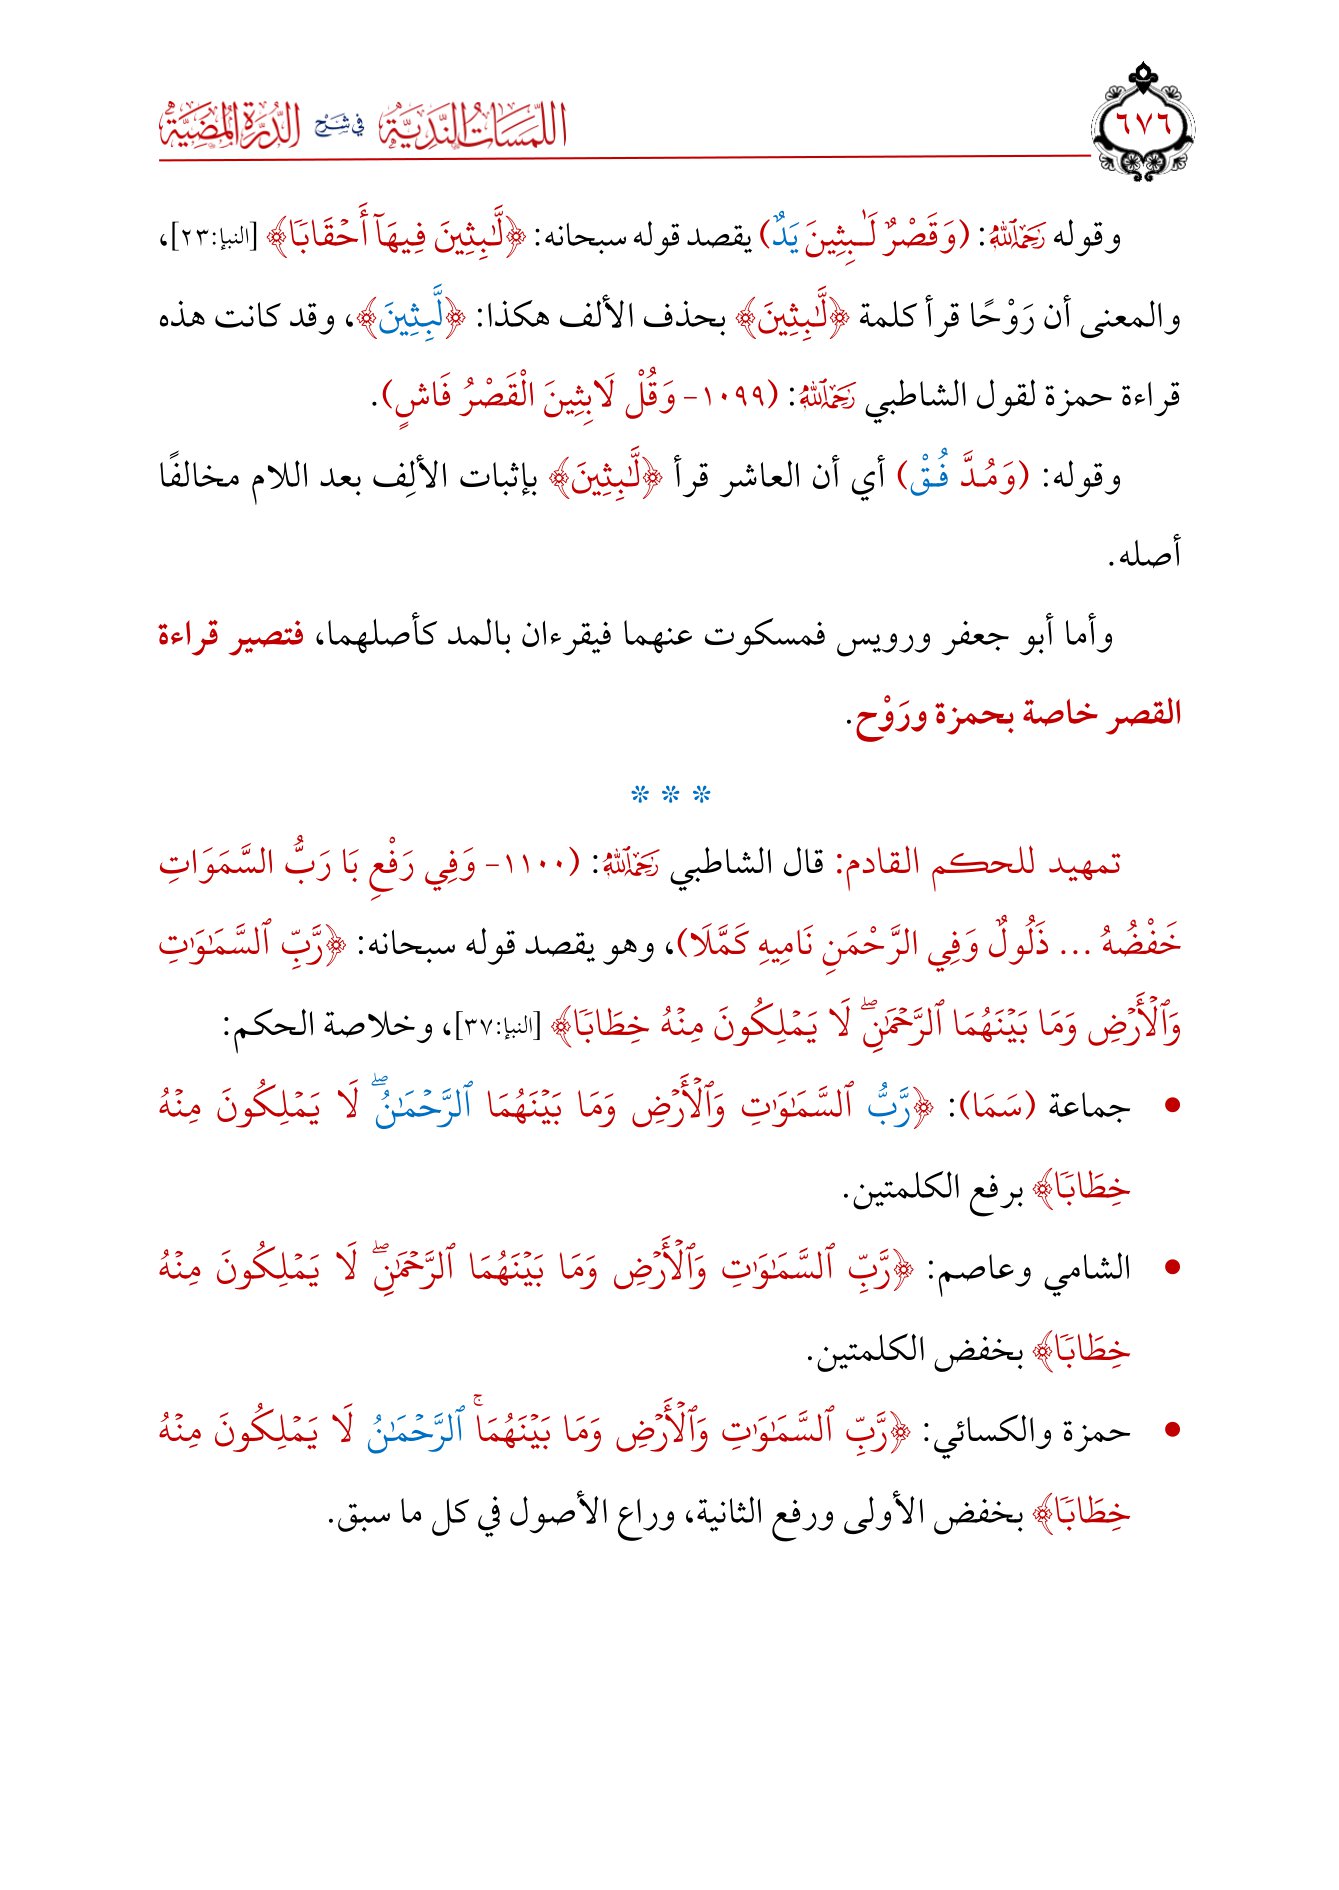 ٦٧٦
اللمسات الندية في شرح الدرة المضية
وقوله رَحِمَهُ ٱللَّهُ: (وَقَصْرٌ لَـٰبِثِينَ يَدٌ) يقصد قوله سبحانه: ﴿لَّـٰبِثِينَ فِيهَآ أَحۡقَابٗا﴾ [النبإ:٢٣]،
والمعنى أن رَوْحًا قرأ كلمة ﴿لَّـٰبِثِينَ﴾ بحذف الألف هكذا: ﴿لَّبِثِينَ﴾، وقد كانت هذه
قراءة حمزة لقول الشاطبي رَحِمَهُ ٱللَّهُ: (١٠٩٩- وَقُلْ لَابِثِينَ الْقَصْرُ فَاشٍ).
وقوله: (وَمُدَّ فُقْ) أي أن العاشر قرأ ﴿لَّـٰبِثِينَ﴾ بإثبات الألِف بعد اللام مخالفًا
أصله.
وأما أبو جعفر ورويس فمسكوت عنهما فيقرءان بالمد كأصلهما، فتصير قراءة
القصر خاصة بحمزة ورَوْح.
* * *
تمهيد للحكم القادم: قال الشاطبي رَحِمَهُ ٱللَّهُ: (١١٠٠- وَفِي رَفْعِ بَا رَبُّ السَّمَوَاتِ
خَفْضُهُ ... ذَلُولٌ وَفِي الرَّحْمَنِ نَامِيهِ كَمَّلَا)، وهو يقصد قوله سبحانه: ﴿رَّبِّ ٱلسَّمَـٰوَٰتِ
وَٱلۡأَرۡضِ وَمَا بَيۡنَهُمَا ٱلرَّحۡمَـٰنِۖ لَا يَمۡلِكُونَ مِنۡهُ خِطَابٗا﴾ [النبإ:٣٧]، وخلاصة الحكم:
• جماعة (سَمَا): ﴿رَّبُّ ٱلسَّمَـٰوَٰتِ وَٱلۡأَرۡضِ وَمَا بَيۡنَهُمَا ٱلرَّحۡمَـٰنُۖ لَا يَمۡلِكُونَ مِنۡهُ
خِطَابٗا﴾ برفع الكلمتين.
• الشامي وعاصم: ﴿رَّبِّ ٱلسَّمَـٰوَٰتِ وَٱلۡأَرۡضِ وَمَا بَيۡنَهُمَا ٱلرَّحۡمَـٰنِۖ لَا يَمۡلِكُونَ مِنۡهُ
خِطَابٗا﴾ بخفض الكلمتين.
• حمزة والكسائي: ﴿رَّبِّ ٱلسَّمَـٰوَٰتِ وَٱلۡأَرۡضِ وَمَا بَيۡنَهُمَاۚ ٱلرَّحۡمَـٰنُ لَا يَمۡلِكُونَ مِنۡهُ
خِطَابٗا﴾ بخفض الأولى ورفع الثانية، وراع الأصول في كل ما سبق.